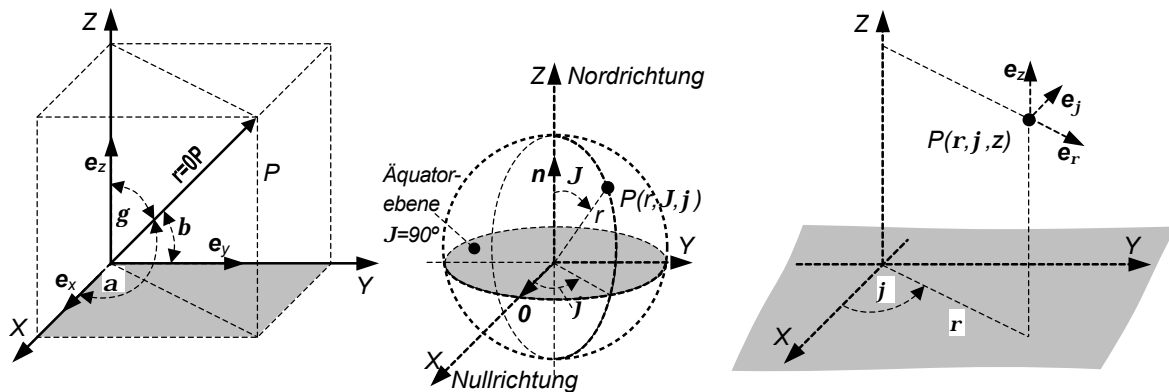 Z
e_z
r=0P
P
g
b
e_y
e_x
a
Y
X
Z Nordrichtung
Äquator-
ebene
J=90°
n
J
r
P(r,J,j)
Y
j
0
X
Nullrichtung
Z
e_z
e_j
P(r,j,z)
e_r
Y
j
r
X